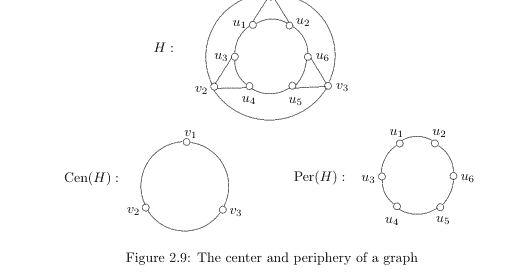 u1 u2
H : u3 u6
v2 v3
u4 u5
v1
u1 u2
Cen(H) : Per(H) : u3 u6
v2 v3
u4 u5
Figure 2.9: The center and periphery of a graph